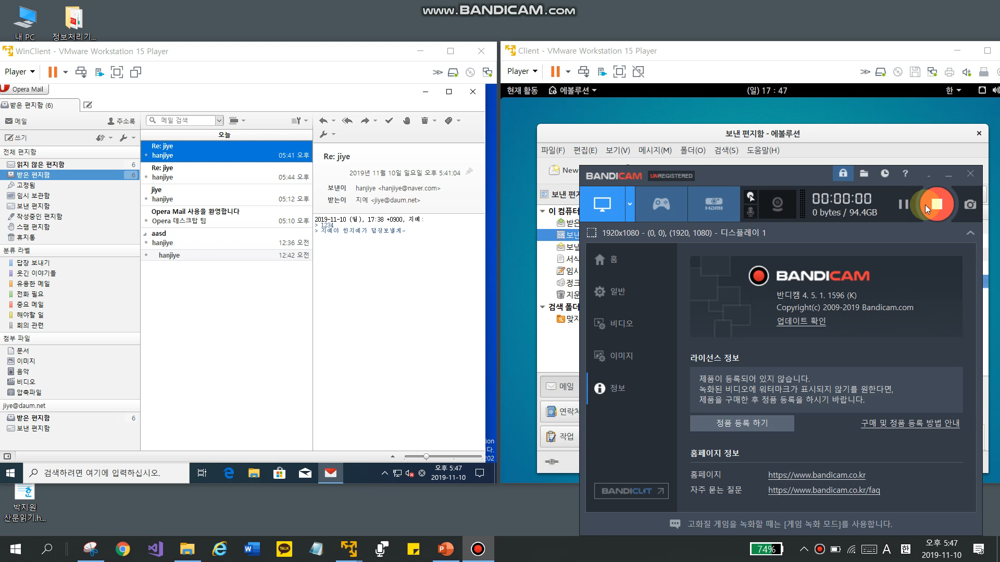 www.BANDICAM.com
내 PC
정보처리기...
WinClient - VMware Workstation 15 Player
Player
Opera Mail
받은 편지함 (6)
메일
주소록
메일 검색
쓰기
오늘
전체 편지함
읽지 않은 편지함 6
받은 편지함 6
고정됨
임시 보관함
보낸 편지함
작성중인 편지함
스팸 편지함
휴지통
분류 라벨
답장 보내기
웃긴 이야기들
유용한 메일
전화 필요
중요 메일
해야할 일
회의 관련
첨부 파일
문서
이미지
음악
비디오
압축파일
jiye@daum.net
받은 편지함 6
보낸 편지함
Re: jiye
hanjiye 05:41 오후
Re: jiye
hanjiye 05:44 오후
jiye
hanjiye 05:12 오후
Opera Mail 사용을 환영합니다
Opera 데스크탑 팀 05:10 오후
aasd
hanjiye 12:36 오전
hanjiye 12:42 오전
Re: jiye
2019년 11월 10일 일요일 오후 5:41:04
보낸이 hanjiye <hanjiye@naver.com>
받는이 지예 <jiye@daum.net>
2019-11-10 (일), 17:38 +0900, 지예:
> 1234
> 지예야 한지예가 답장보낼게~
ion
다.
202
검색하려면 여기에 입력하십시오.
오후 5:47
2019-11-10
박지원
산문읽기.h...
Client - VMware Workstation 15 Player
Player
현재 활동
에볼루션
(일) 17 : 47
한
보낸 편지함 - 에볼루션
파일(F) 편집(E) 보기(V) 메시지(M) 폴더(O) 검색(S) 도움말(H)
New
보낸 편지
이 컴퓨터
받은
보낸
보낼
서식
임시
정크
지운
검색 폴더
맞지
메일
연락처
작업
BANDICAM
UNREGISTERED
?
HDMI
00:00:00
0 bytes / 94.4GB
1920x1080 - (0, 0), (1920, 1080) - 디스플레이 1
홈
일반
비디오
이미지
정보
BANDICUT
BANDICAM
반디캠 4. 5. 1. 1596 (K)
Copyright(c) 2009-2019 Bandicam.com
업데이트 확인
라이선스 정보
제품이 등록되어 있지 않습니다.
녹화된 비디오에 워터마크가 표시되지 않기를 원한다면,
제품을 구매한 후 정품 등록을 하시기 바랍니다.
정품 등록 하기
구매 및 정품 등록 방법 안내
홈페이지 정보
홈페이지 https://www.bandicam.co.kr
자주 묻는 질문 https://www.bandicam.co.kr/faq
고화질 게임을 녹화할 때는 [게임 녹화 모드]를 사용합니다.
TALK
74%
A
한
오후 5:47
2019-11-10